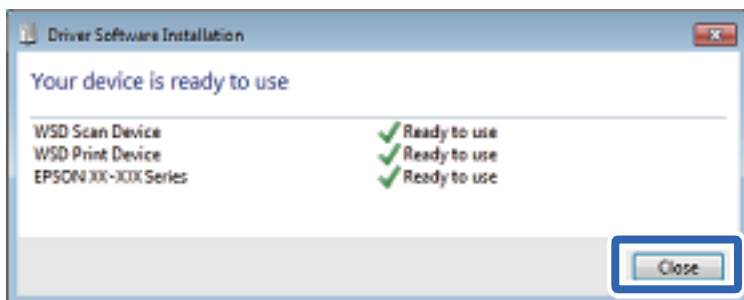 Driver Software Installation
Your device is ready to use
WSD Scan Device Ready to use
WSD Print Device Ready to use
EPSON XX-XXX Series Ready to use
Close